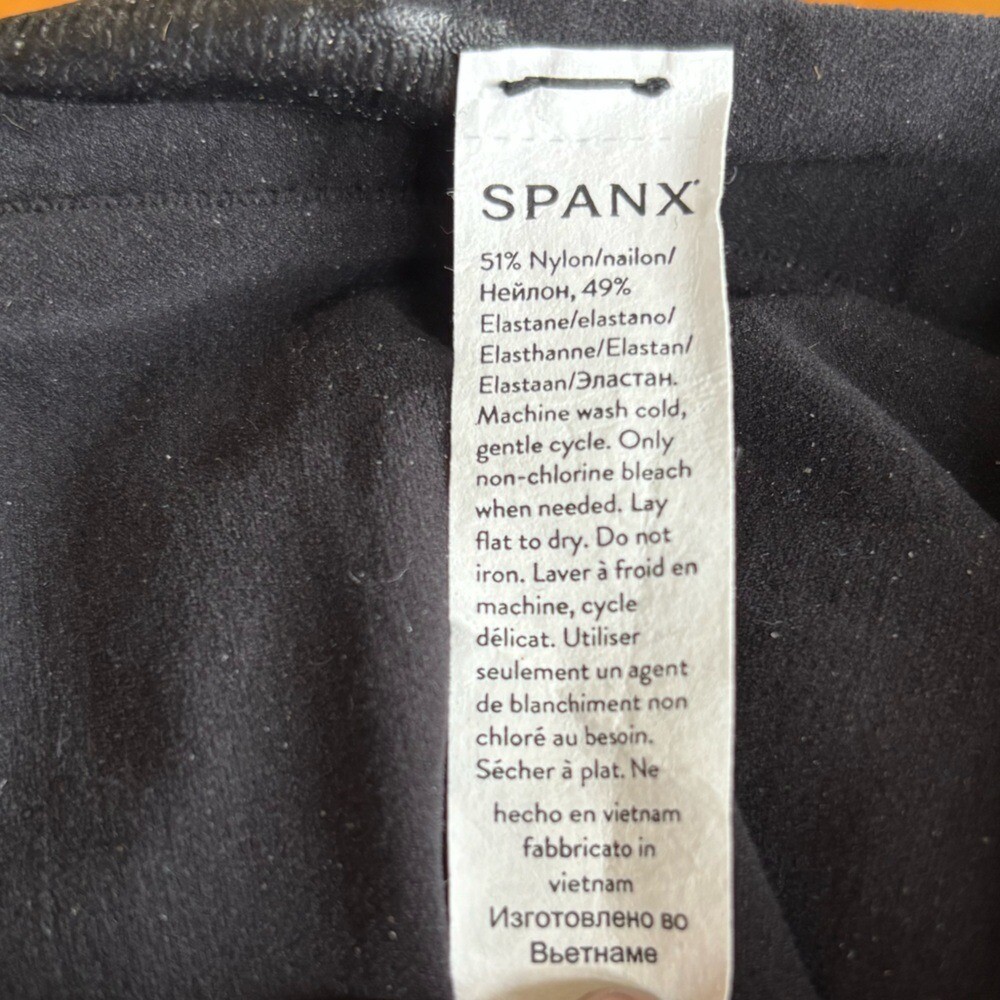 SPANX®
51% Nylon/nailon/
Нейлон, 49%
Elastane/elastano/
Elasthanne/Elastan/
Elastaan/Эластан.
Machine wash cold,
gentle cycle. Only
non-chlorine bleach
when needed. Lay
flat to dry. Do not
iron. Laver à froid en
machine, cycle
délicat. Utiliser
seulement un agent
de blanchiment non
chloré au besoin.
Sécher à plat. Ne
hecho en vietnam
fabbricato in
vietnam
Изготовлено во
Вьетнаме